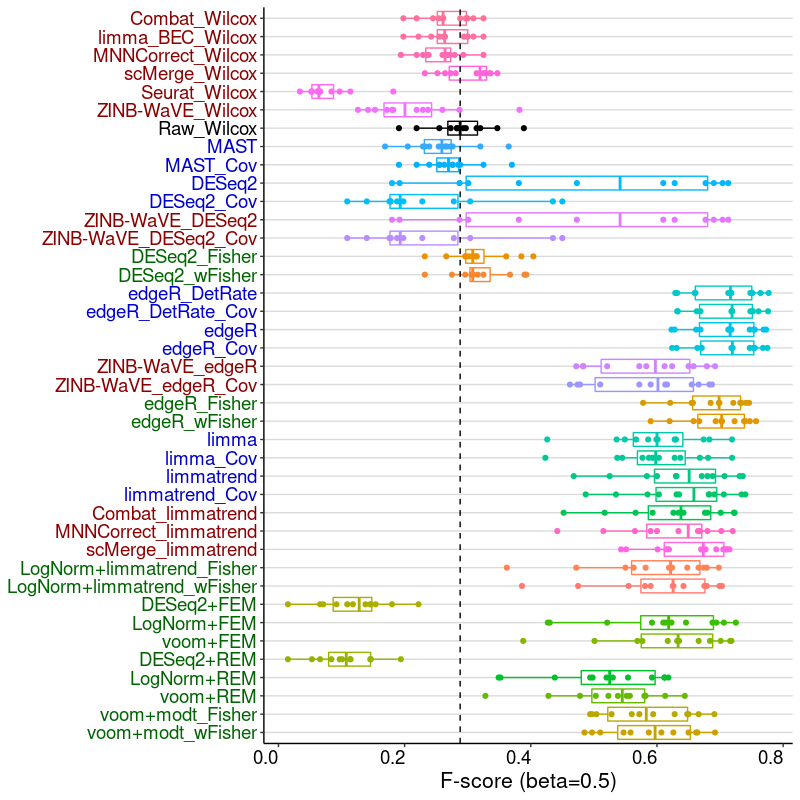 Combat_Wilcox
limma_BEC_Wilcox
MNNCorrect_Wilcox
scMerge_Wilcox
Seurat_Wilcox
ZINB-WaVE_Wilcox
Raw_Wilcox
MAST
MAST_Cov
DESeq2
DESeq2_Cov
ZINB-WaVE_DESeq2
ZINB-WaVE_DESeq2_Cov
DESeq2_Fisher
DESeq2_wFisher
edgeR_DetRate
edgeR_DetRate_Cov
edgeR
edgeR_Cov
ZINB-WaVE_edgeR
ZINB-WaVE_edgeR_Cov
edgeR_Fisher
edgeR_wFisher
limma
limma_Cov
limmatrend
limmatrend_Cov
Combat_limmatrend
MNNCorrect_limmatrend
scMerge_limmatrend
LogNorm+limmatrend_Fisher
LogNorm+limmatrend_wFisher
DESeq2+FEM
LogNorm+FEM
voom+FEM
DESeq2+REM
LogNorm+REM
voom+REM
voom+modt_Fisher
voom+modt_wFisher
0.0 0.2 0.4 0.6 0.8
F-score (beta=0.5)